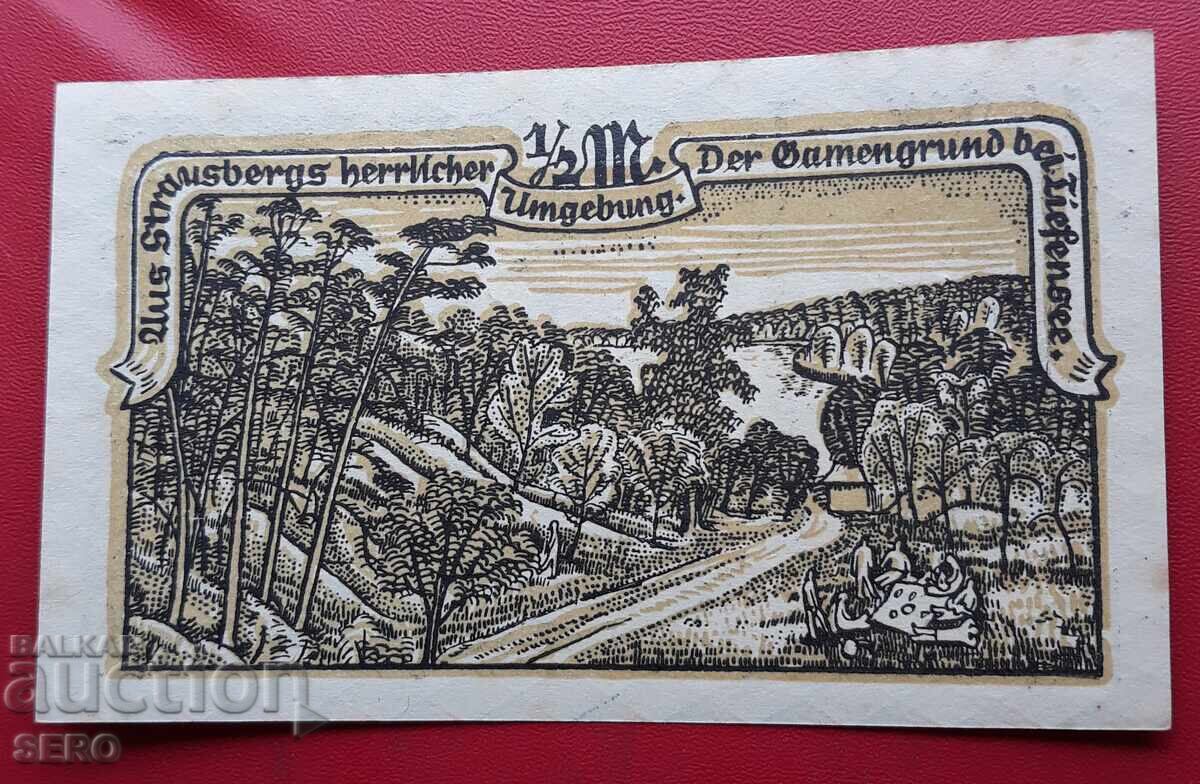 1/2 M.
Aus Strausbergs herrlicher
Umgebung.
Der Gamengrund bei Tiefensee.
BALKAN
auction
SERO